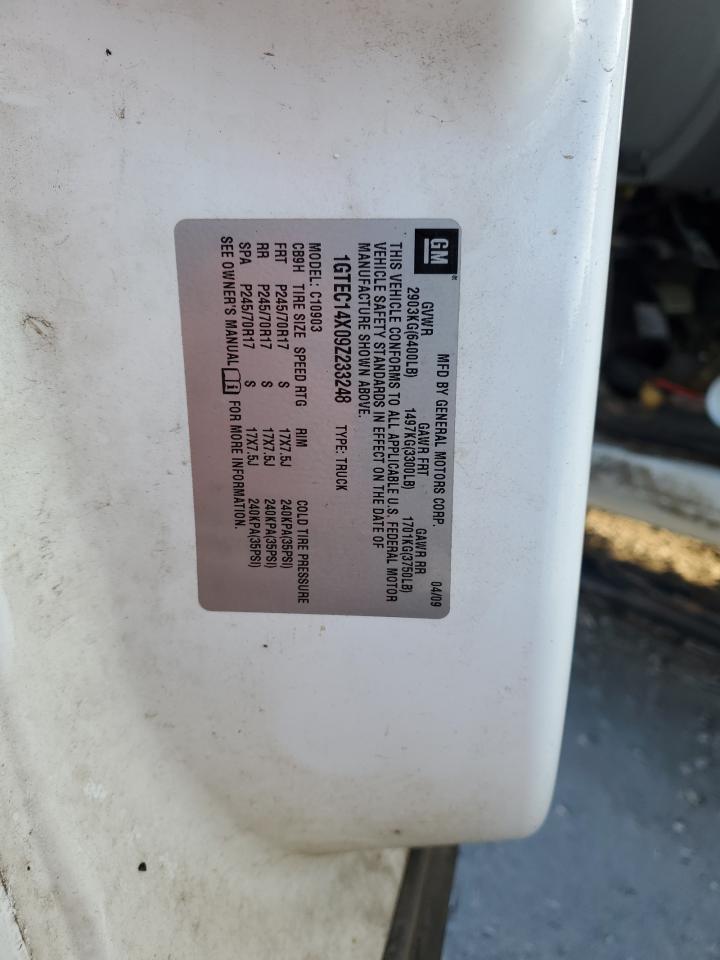 GM
MFD BY GENERAL MOTORS CORP. 04/09
GVWR GAWR FRT GAWR RR
2903KG(6400LB) 1497KG(3300LB) 1701KG(3750LB)
THIS VEHICLE CONFORMS TO ALL APPLICABLE U.S. FEDERAL MOTOR
VEHICLE SAFETY STANDARDS IN EFFECT ON THE DATE OF
MANUFACTURE SHOWN ABOVE.
1GTEC14X09Z233248 TYPE: TRUCK
MODEL: C10903
CB9H TIRE SIZE SPEED RTG RIM COLD TIRE PRESSURE
FRT P245/70R17 S 17X7.5J 240KPA(35PSI)
RR P245/70R17 S 17X7.5J 240KPA(35PSI)
SPA P245/70R17 S 17X7.5J 240KPA(35PSI)
SEE OWNER'S MANUAL FOR MORE INFORMATION.